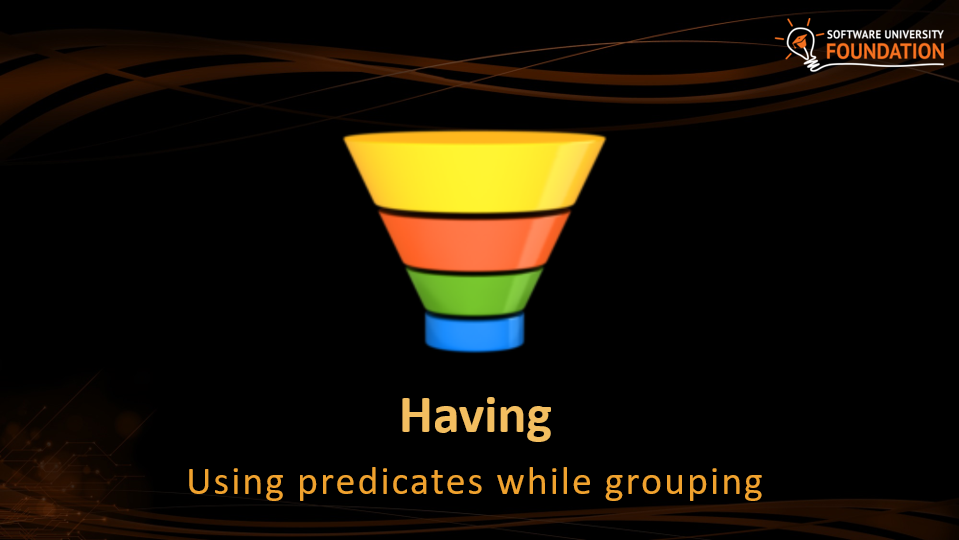 SOFTWARE UNIVERSITY
FOUNDATION
Having
Using predicates while grouping